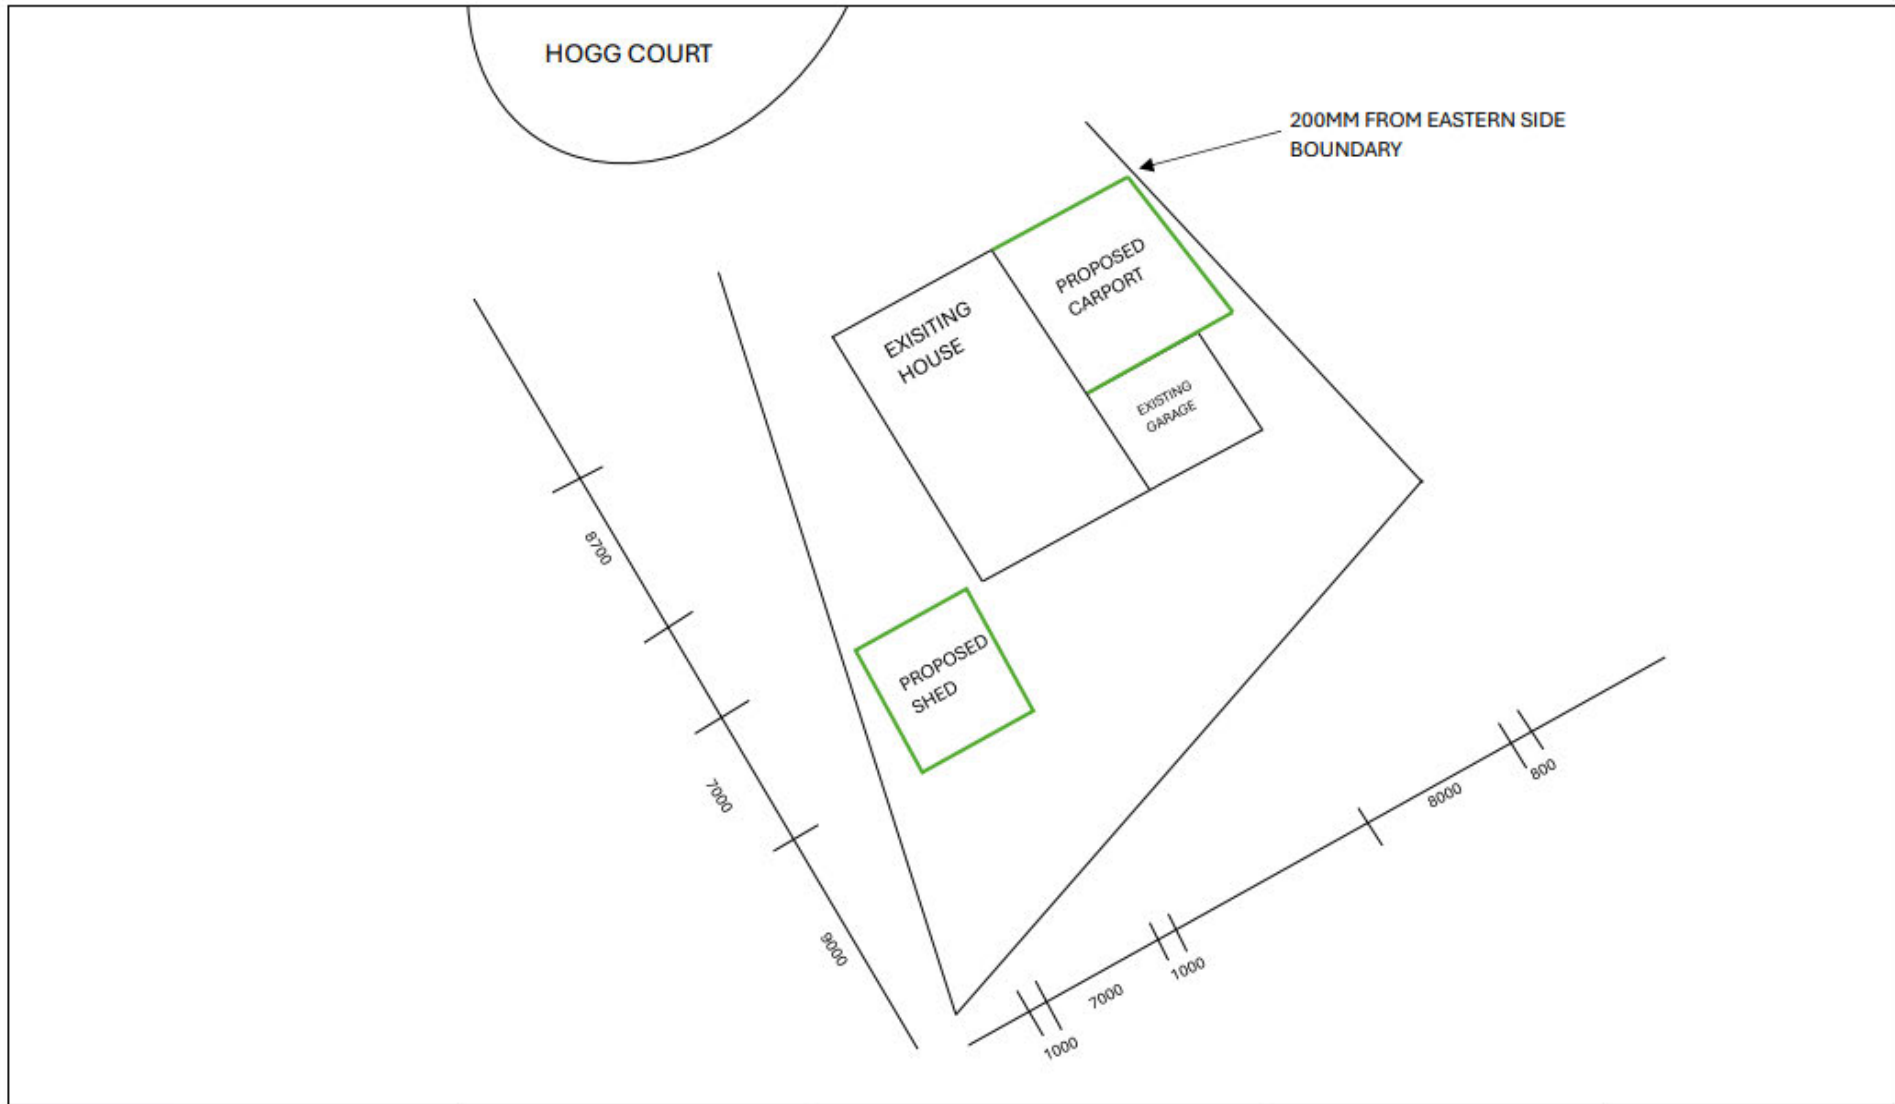 HOGG COURT
200MM FROM EASTERN SIDE
BOUNDARY
PROPOSED
CARPORT
EXISITING
HOUSE
EXISTING
GARAGE
8700
PROPOSED
SHED
7000
800
8000
9000
1000
7000
1000